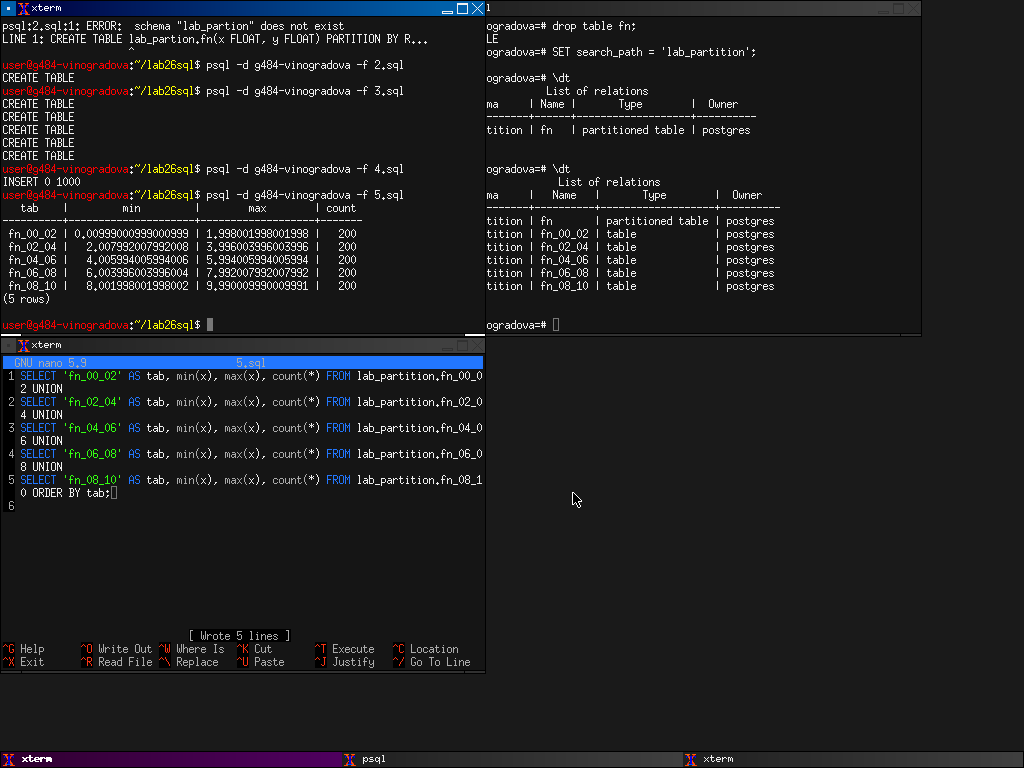 xterm
psql:2.sql:1: ERROR:  schema "lab_partion" does not exist
LINE 1: CREATE TABLE lab_partion.fn(x FLOAT, y FLOAT) PARTITION BY R...
^
user@g484-vinogradova:~/lab26sql$ psql -d g484-vinogradova -f 2.sql
CREATE TABLE
user@g484-vinogradova:~/lab26sql$ psql -d g484-vinogradova -f 3.sql
CREATE TABLE
CREATE TABLE
CREATE TABLE
CREATE TABLE
CREATE TABLE
user@g484-vinogradova:~/lab26sql$ psql -d g484-vinogradova -f 4.sql
INSERT 0 1000
user@g484-vinogradova:~/lab26sql$ psql -d g484-vinogradova -f 5.sql
tab | min | max | count
----------+-------------------+-------------------+-------
fn_00_02 | 0.00999000999000999 | 1.998001998001998 | 200
fn_02_04 | 2.007992007992008 | 3.996003996003996 | 200
fn_04_06 | 4.005994005994006 | 5.994005994005994 | 200
fn_06_08 | 6.003996003996004 | 7.992007992007992 | 200
fn_08_10 | 8.001998001998002 | 9.990009990009991 | 200
(5 rows)
user@g484-vinogradova:~/lab26sql$
l
ogradova=# drop table fn;
LE
ogradova=# SET search_path = 'lab_partition';
ogradova=# \dt
List of relations
ma | Name | Type | Owner
-------+------+-------------------+----------
tition | fn | partitioned table | postgres
ogradova=# \dt
List of relations
ma | Name | Type | Owner
-------+----------+-------------------+----------
tition | fn | partitioned table | postgres
tition | fn_00_02 | table | postgres
tition | fn_02_04 | table | postgres
tition | fn_04_06 | table | postgres
tition | fn_06_08 | table | postgres
tition | fn_08_10 | table | postgres
ogradova=#
xterm
GNU nano 5.9 5.sql
1 SELECT 'fn_00_02' AS tab, min(x), max(x), count(*) FROM lab_partition.fn_00_0
2 UNION
2 SELECT 'fn_02_04' AS tab, min(x), max(x), count(*) FROM lab_partition.fn_02_0
4 UNION
3 SELECT 'fn_04_06' AS tab, min(x), max(x), count(*) FROM lab_partition.fn_04_0
6 UNION
4 SELECT 'fn_06_08' AS tab, min(x), max(x), count(*) FROM lab_partition.fn_06_0
8 UNION
5 SELECT 'fn_08_10' AS tab, min(x), max(x), count(*) FROM lab_partition.fn_08_1
0 ORDER BY tab;
6
[ Wrote 5 lines ]
^G Help ^O Write Out ^W Where Is ^K Cut ^T Execute ^C Location
^X Exit ^R Read File ^\ Replace ^U Paste ^J Justify ^/ Go To Line
xterm psql xterm